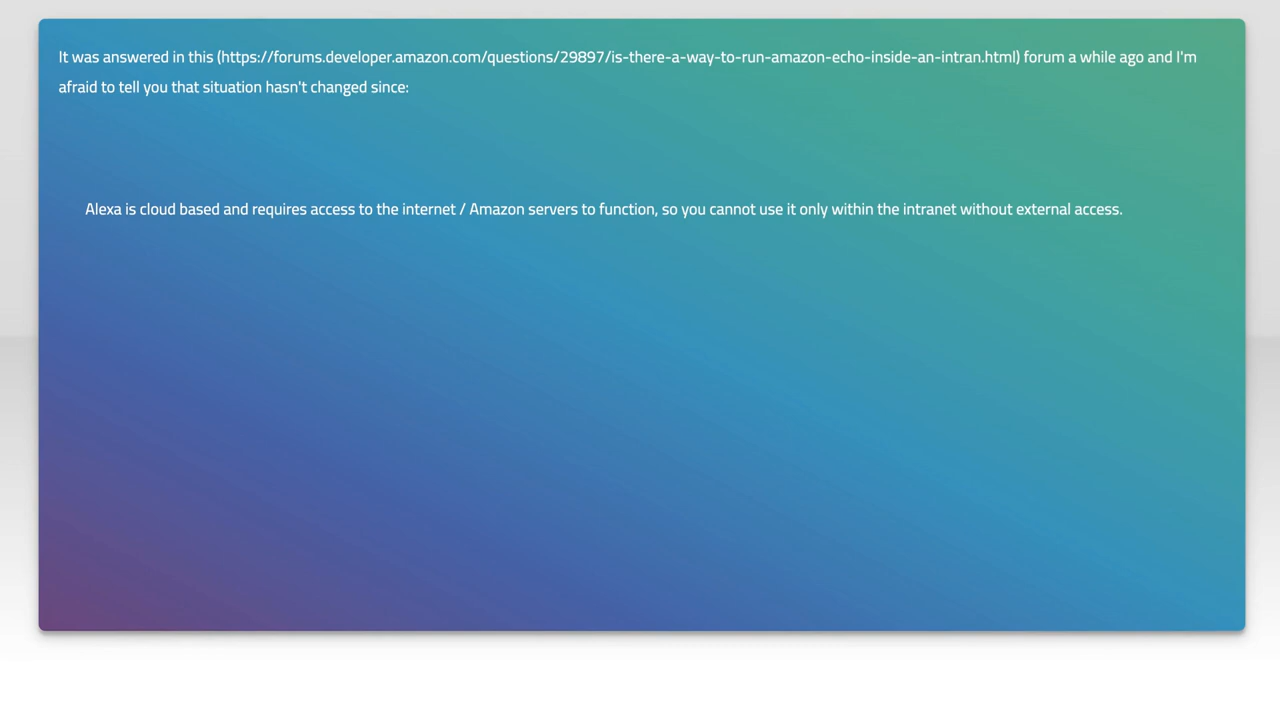 It was answered in this (https://forums.developer.amazon.com/questions/29897/is-there-a-way-to-run-amazon-echo-inside-an-intran.html) forum a while ago and I'm
afraid to tell you that situation hasn't changed since:
Alexa is cloud based and requires access to the internet / Amazon servers to function, so you cannot use it only within the intranet without external access.